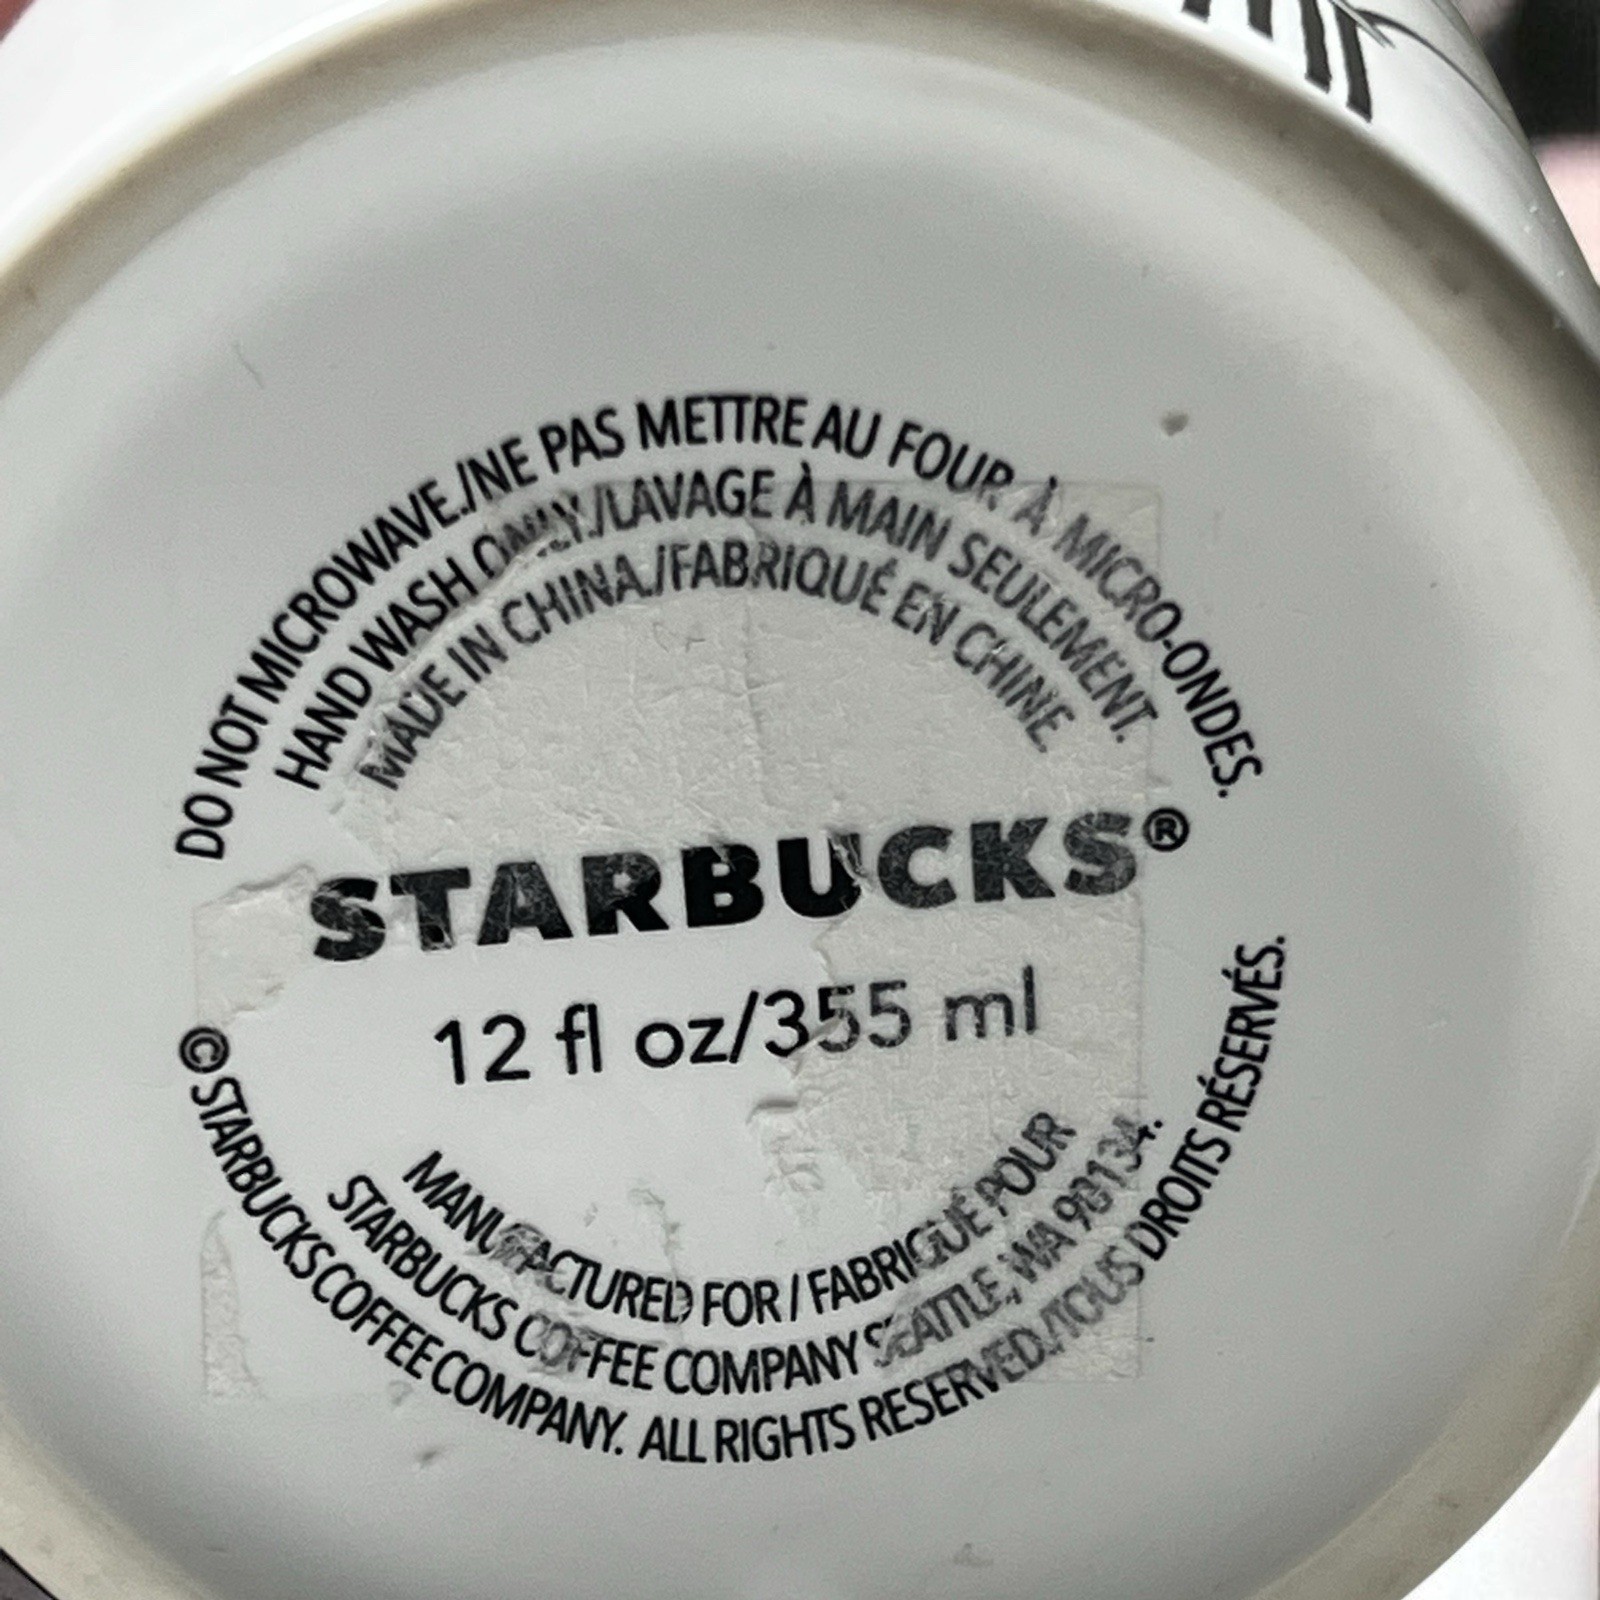 DO NOT MICROWAVE./NE PAS METTRE AU FOUR À MICRO-ONDES.
HAND WASH ONLY./LAVAGE À MAIN SEULEMENT.
MADE IN CHINA./FABRIQUÉ EN CHINE.
STARBUCKS®
12 fl oz/355 ml
MANUFACTURED FOR / FABRIQUÉ POUR
STARBUCKS COFFEE COMPANY SEATTLE, WA 98134.
© STARBUCKS COFFEE COMPANY. ALL RIGHTS RESERVED./TOUS DROITS RÉSERVÉS.